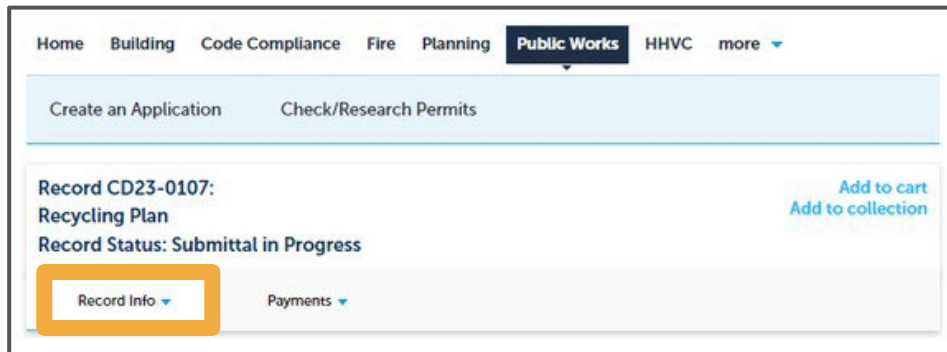 Home Building Code Compliance Fire Planning Public Works HHVC more
Create an Application Check/Research Permits
Record CD23-0107:
Recycling Plan
Record Status: Submittal in Progress
Add to cart
Add to collection
Record Info Payments